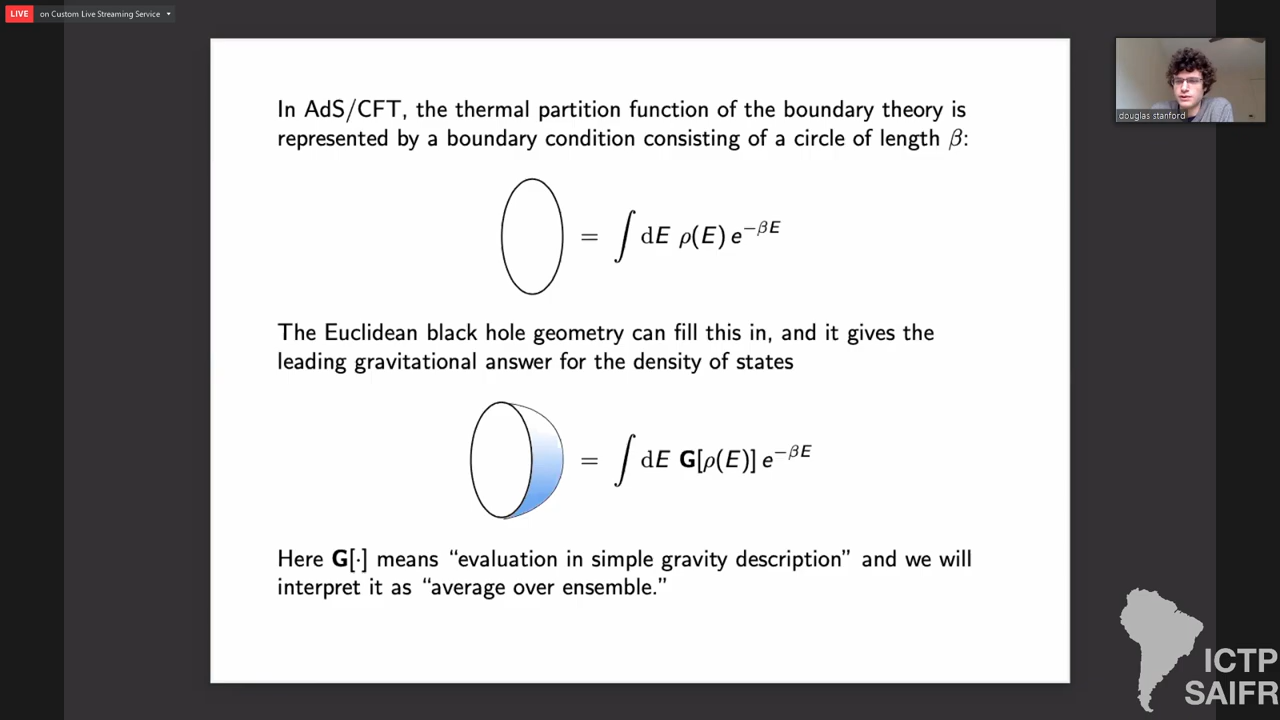 LIVE on Custom Live Streaming Service
In AdS/CFT, the thermal partition function of the boundary theory is
represented by a boundary condition consisting of a circle of length β:
= ∫ dE ρ(E) e^{−βE}
The Euclidean black hole geometry can fill this in, and it gives the
leading gravitational answer for the density of states
= ∫ dE G[ρ(E)] e^{−βE}
Here G[·] means “evaluation in simple gravity description” and we will
interpret it as “average over ensemble.”
douglas stanford
ICTP
SAIFR